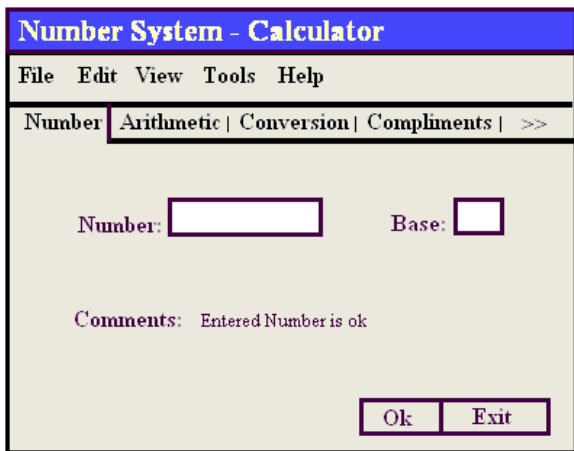 Number System - Calculator
File Edit View Tools Help
Number Arithmetic | Conversion | Compliments | >>
Number: Base:
Comments: Entered Number is ok
Ok Exit